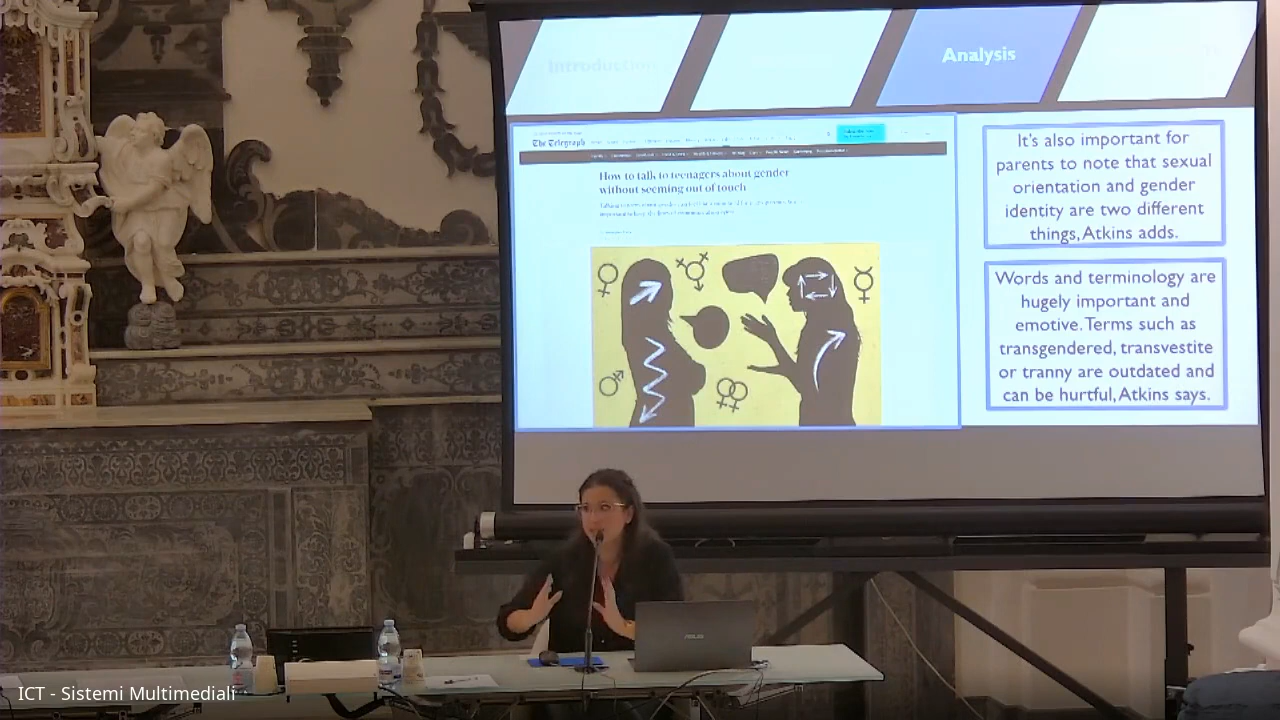 Introduction
Analysis
The Telegraph
How to talk to teenagers about gender
without seeming out of touch
It's also important for
parents to note that sexual
orientation and gender
identity are two different
things, Atkins adds.
Words and terminology are
hugely important and
emotive. Terms such as
transgendered, transvestite
or tranny are outdated and
can be hurtful, Atkins says.
ASUS
ICT - Sistemi Multimediali